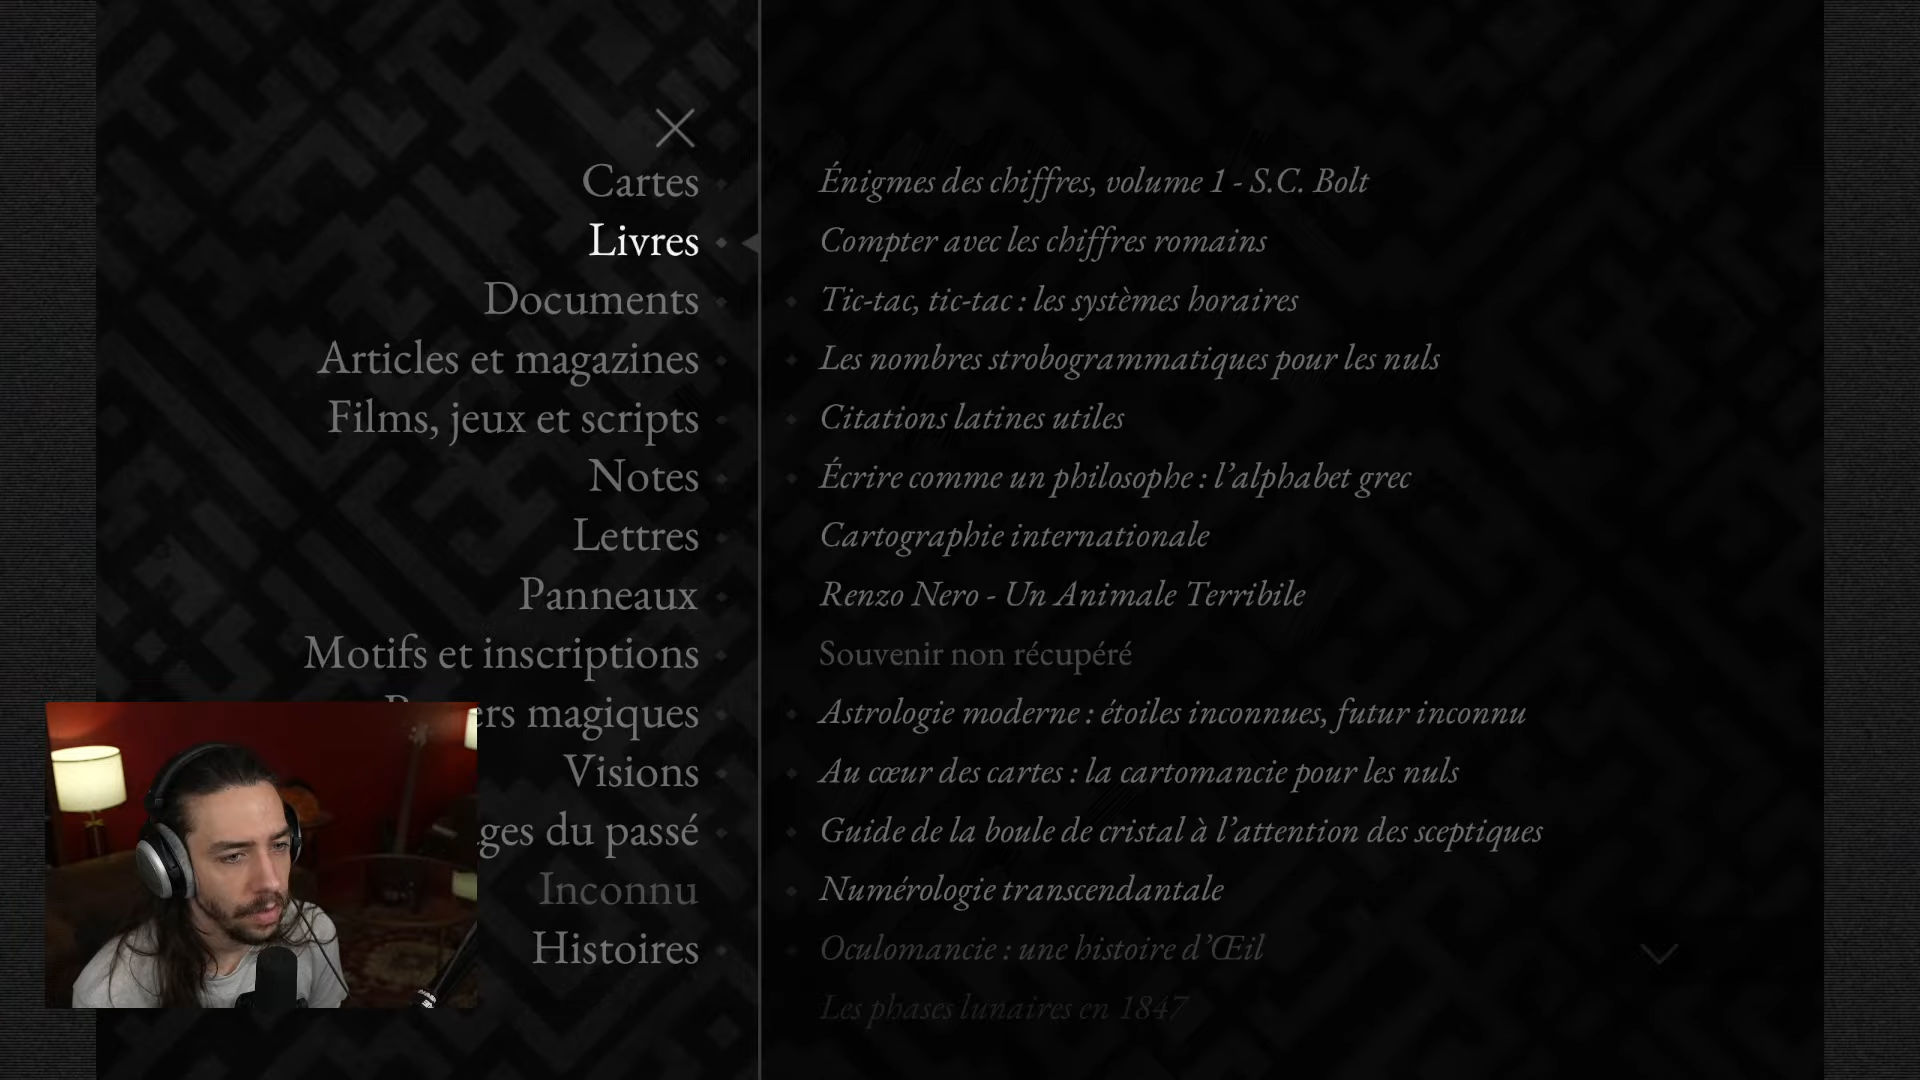 Cartes
Livres
Documents
Articles et magazines
Films, jeux et scripts
Notes
Lettres
Panneaux
Motifs et inscriptions
magiques
Visions
du passé
Inconnu
Histoires
Énigmes des chiffres, volume 1 - S.C. Bolt
Compter avec les chiffres romains
Tic-tac, tic-tac : les systèmes horaires
Les nombres strobogrammatiques pour les nuls
Citations latines utiles
Écrire comme un philosophe : l’alphabet grec
Cartographie internationale
Renzo Nero - Un Animale Terribile
Souvenir non récupéré
Astrologie moderne : étoiles inconnues, futur inconnu
Au cœur des cartes : la cartomancie pour les nuls
Guide de la boule de cristal à l’attention des sceptiques
Numérologie transcendantale
Oculomancie : une histoire d’Œil
Les phases lunaires en 1847